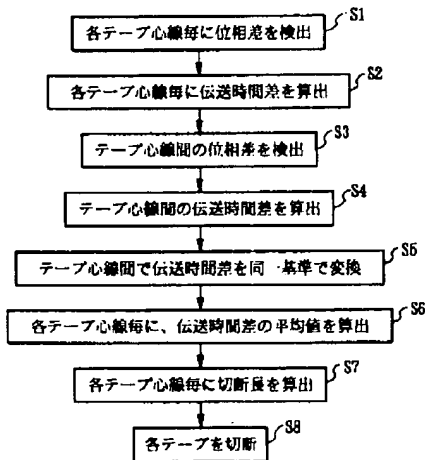 S1
各テープ心線毎に位相差を検出
S2
各テープ心線毎に伝送時間差を算出
S3
テープ心線間の位相差を検出
S4
テープ心線間の伝送時間差を算出
S5
テープ心線間で伝送時間差を同一基準で変換
S6
各テープ心線毎に、伝送時間差の平均値を算出
S7
各テープ心線毎に切断長を算出
S8
各テープを切断